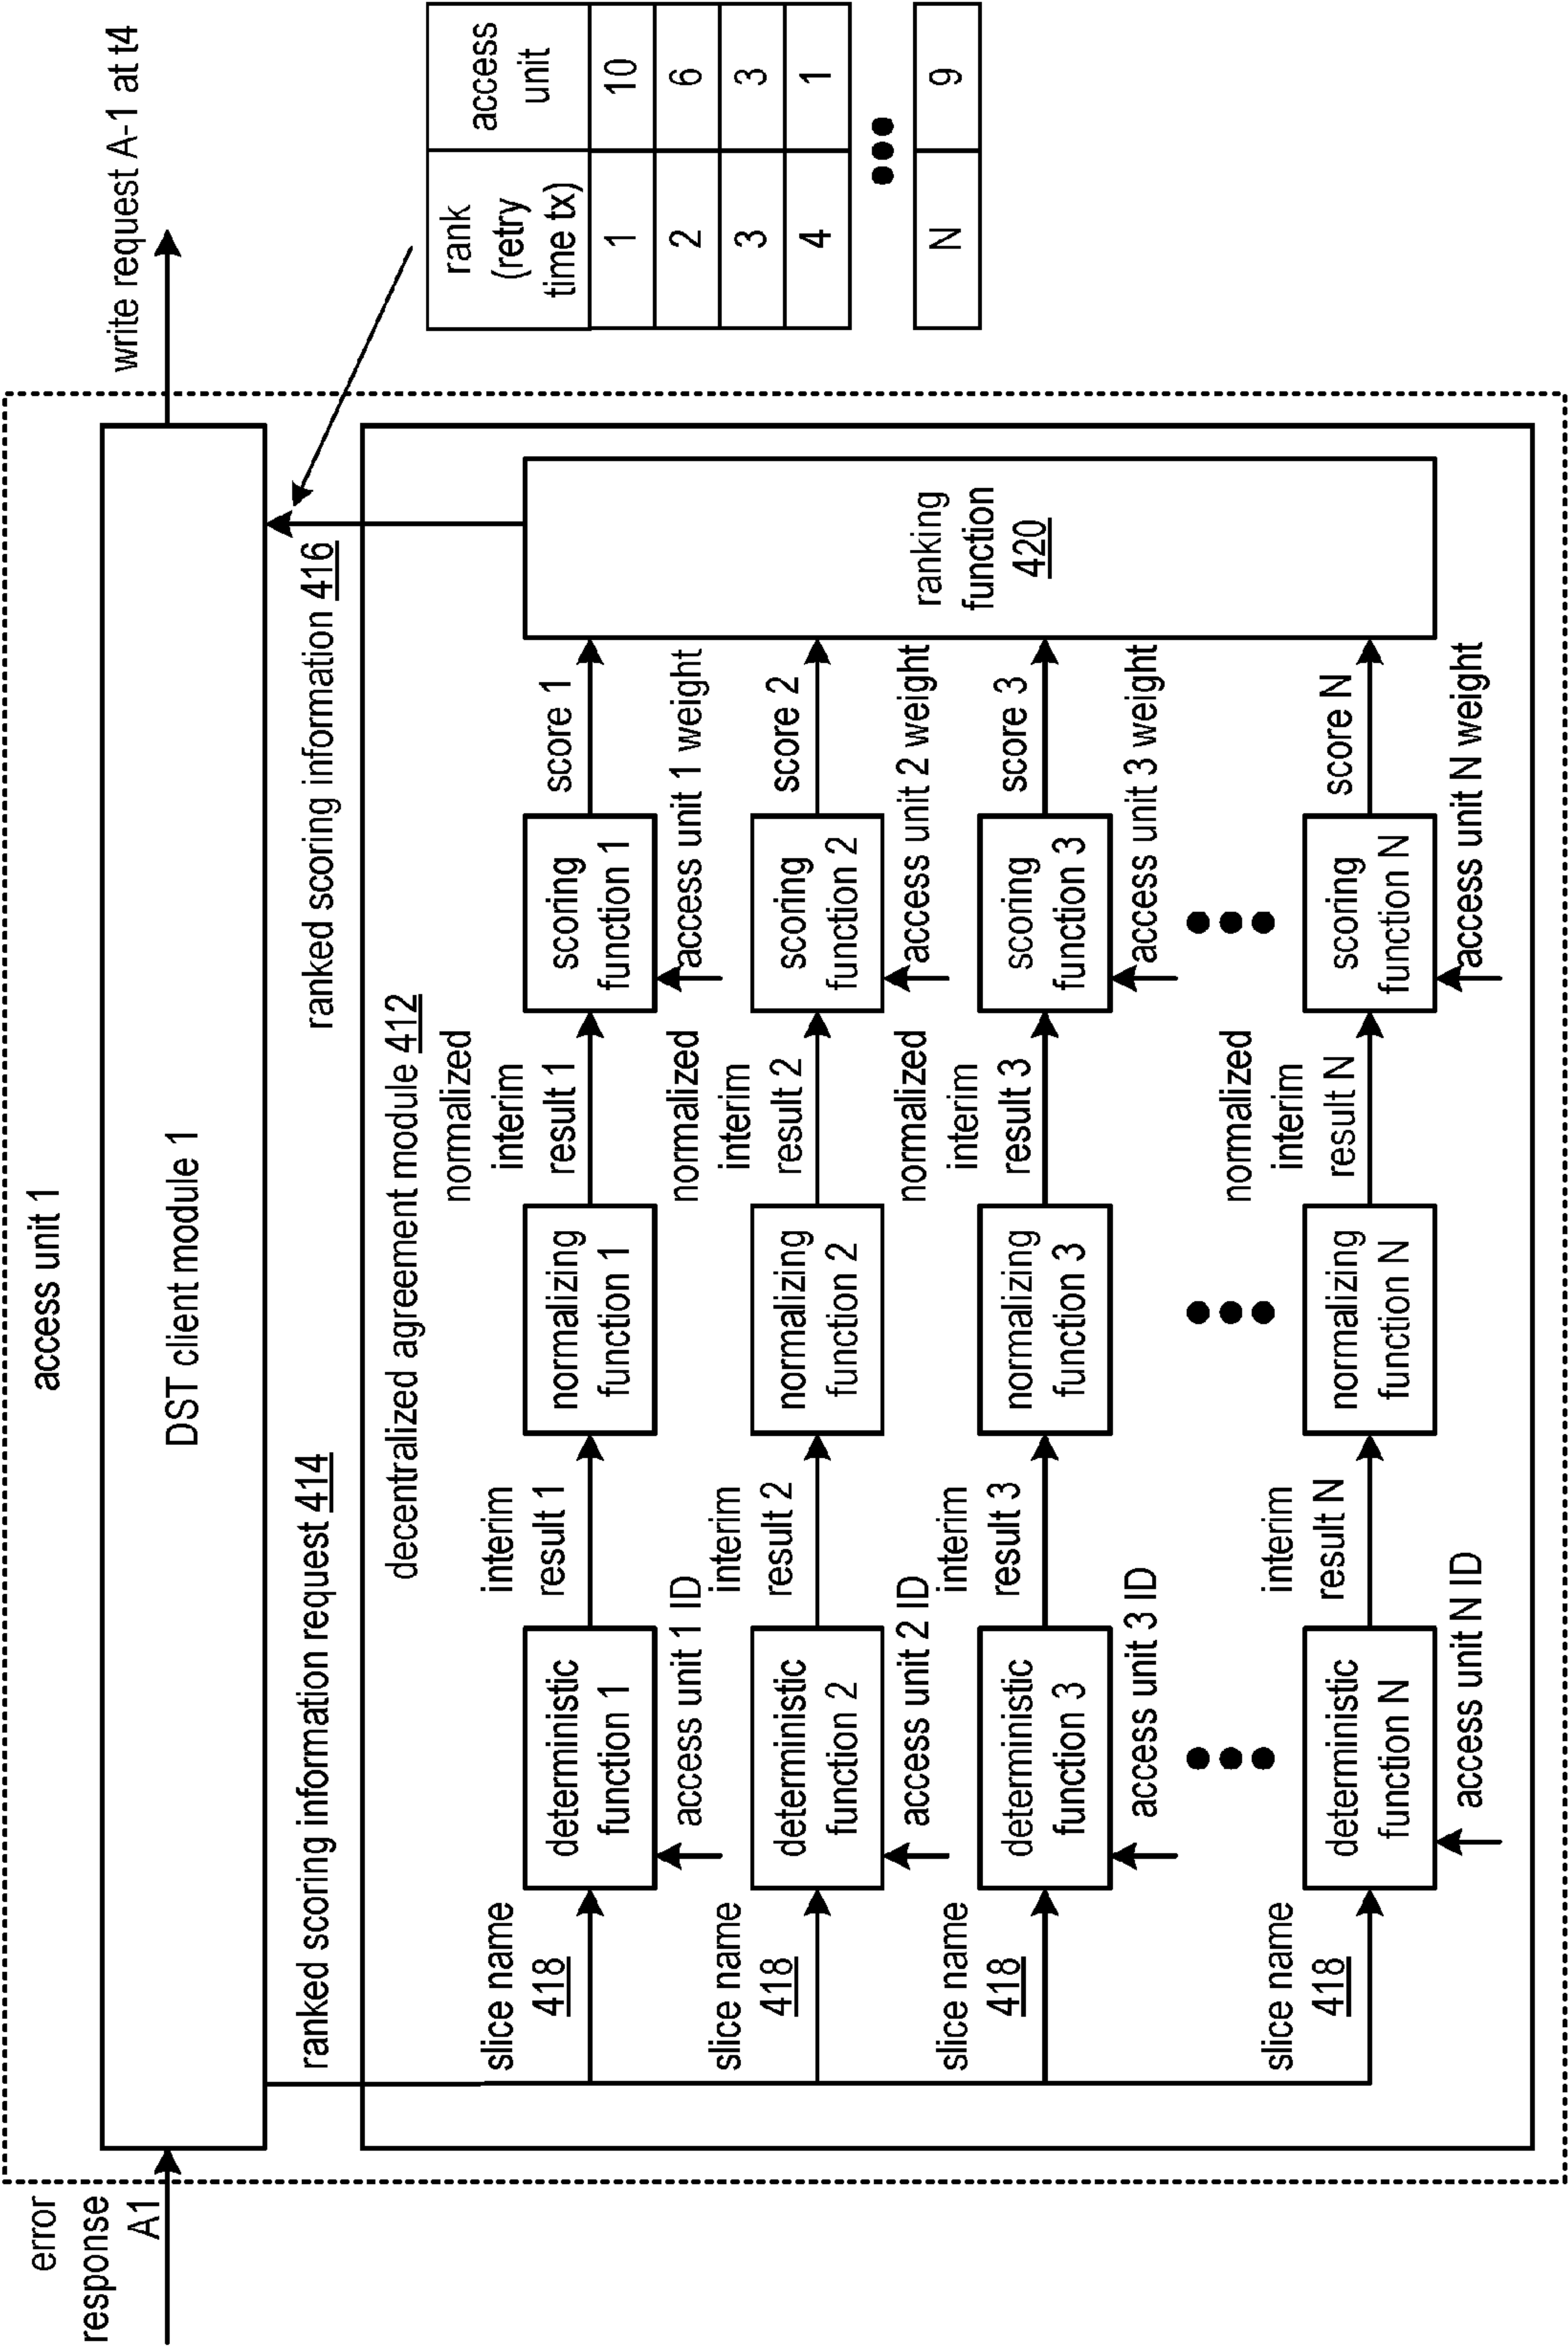 access unit 1
error
response
A1
DST client module 1
write request A-1 at t4
ranked scoring information request 414
ranked scoring information 416
rank
(retry
time tx)
access
unit
1
10
2
6
3
3
4
1
N
9
decentralized agreement module 412
slice name
418
deterministic
function 1
access unit 1 ID
interim
result 1
normalizing
function 1
normalized
interim
result 1
scoring
function 1
access unit 1 weight
score 1
slice name
418
deterministic
function 2
access unit 2 ID
interim
result 2
normalizing
function 2
normalized
interim
result 2
scoring
function 2
access unit 2 weight
score 2
slice name
418
deterministic
function 3
access unit 3 ID
interim
result 3
normalizing
function 3
normalized
interim
result 3
scoring
function 3
access unit 3 weight
score 3
slice name
418
deterministic
function N
access unit N ID
interim
result N
normalizing
function N
normalized
interim
result N
scoring
function N
access unit N weight
score N
ranking
function
420